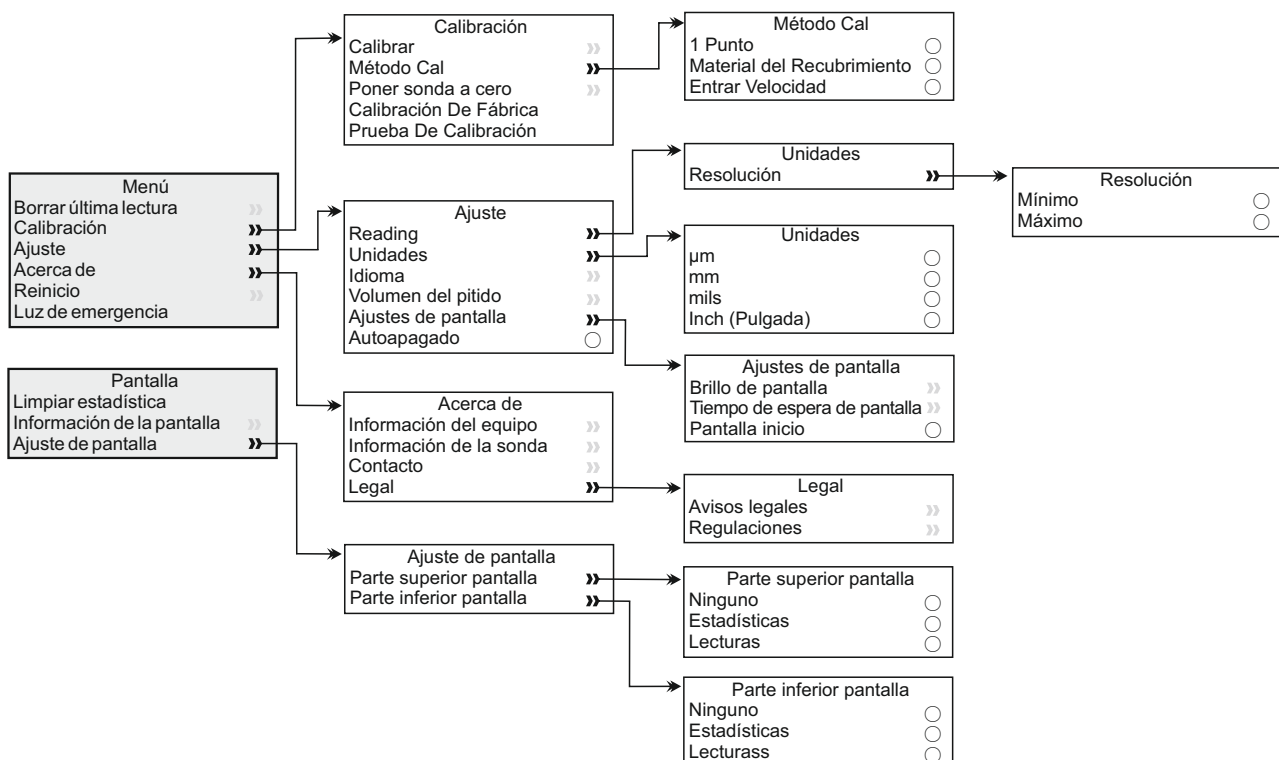 Menú
Borrar última lectura
Calibración
Ajuste
Acerca de
Reinicio
Luz de emergencia
Pantalla
Limpiar estadística
Información de la pantalla
Ajuste de pantalla
Calibración
Calibrar
Método Cal
Poner sonda a cero
Calibración De Fábrica
Prueba De Calibración
Ajuste
Reading
Unidades
Idioma
Volumen del pitido
Ajustes de pantalla
Autoapagado
Acerca de
Información del equipo
Información de la sonda
Contacto
Legal
Ajuste de pantalla
Parte superior pantalla
Parte inferior pantalla
Método Cal
1 Punto
Material del Recubrimiento
Entrar Velocidad
Unidades
Resolución
Unidades
µm
mm
mils
Inch (Pulgada)
Ajustes de pantalla
Brillo de pantalla
Tiempo de espera de pantalla
Pantalla inicio
Legal
Avisos legales
Regulaciones
Parte superior pantalla
Ninguno
Estadísticas
Lecturas
Parte inferior pantalla
Ninguno
Estadísticas
Lecturass
Resolución
Mínimo
Máximo